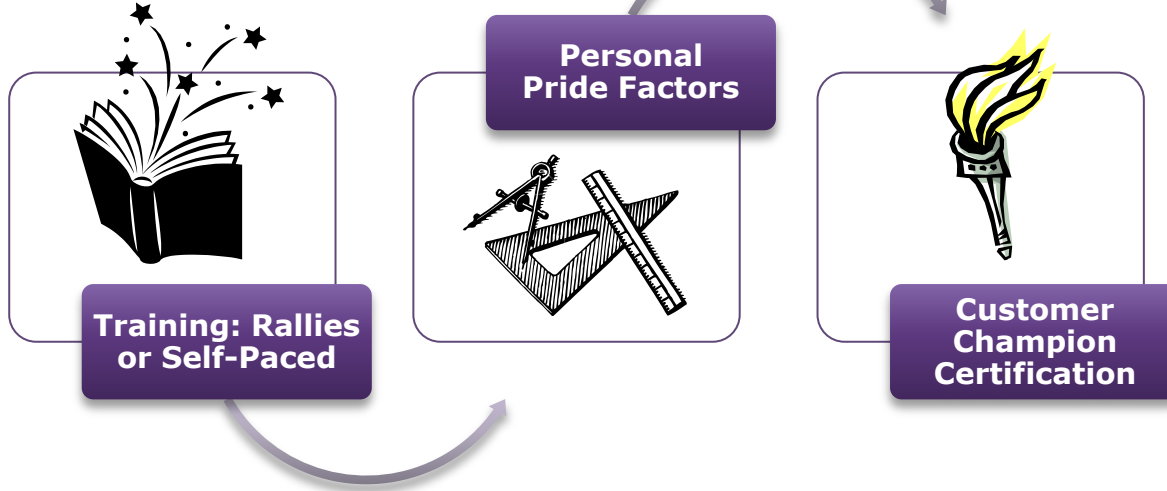 Training: Rallies
or Self-Paced
Personal
Pride Factors
Customer
Champion
Certification